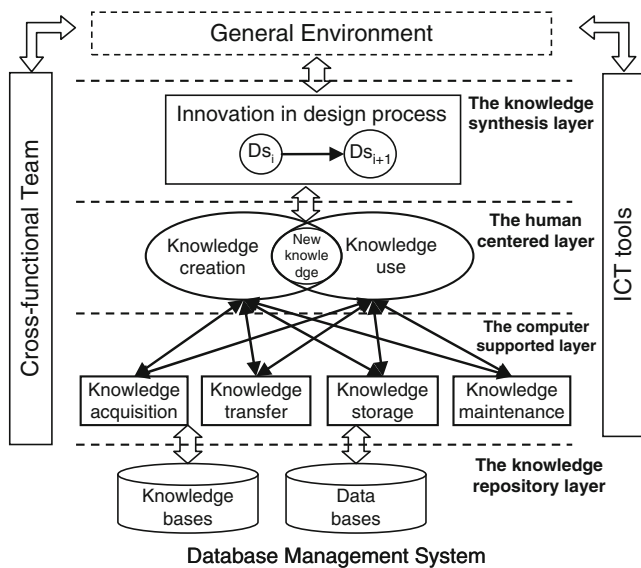 General Environment
Cross-functional Team
ICT tools
The knowledge
synthesis layer
Innovation in design process
Dsi
Dsi+1
The human
centered layer
Knowledge
creation
New
knowle
dge
Knowledge
use
The computer
supported layer
Knowledge
acquisition
Knowledge
transfer
Knowledge
storage
Knowledge
maintenance
The knowledge
repository layer
Knowledge
bases
Data
bases
Database Management System